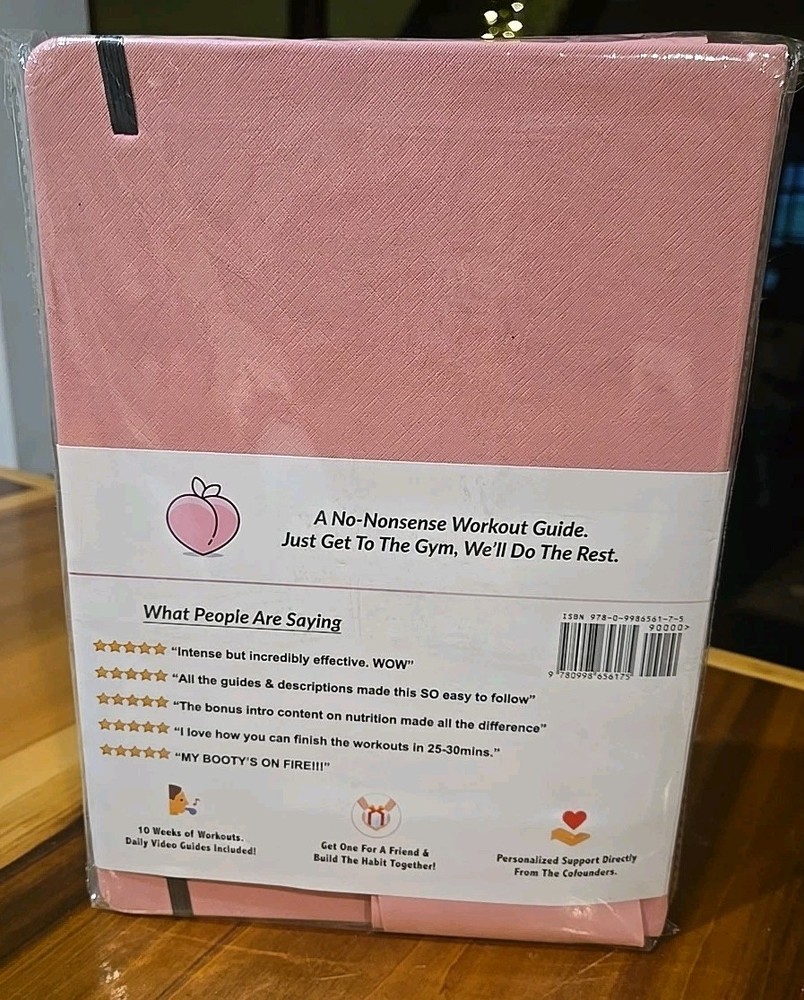 A No-Nonsense Workout Guide.
Just Get To The Gym, We'll Do The Rest.
What People Are Saying
ISBN 978-0-9986561-7-5
90000>
9 780998 656175
"Intense but incredibly effective. WOW"
"All the guides & descriptions made this SO easy to follow"
"The bonus intro content on nutrition made all the difference"
"I love how you can finish the workouts in 25-30mins."
"MY BOOTY'S ON FIRE!!!"
10 Weeks of Workouts.
Daily Video Guides Included!
Get One For A Friend &
Build The Habit Together!
Personalized Support Directly
From The Cofounders.